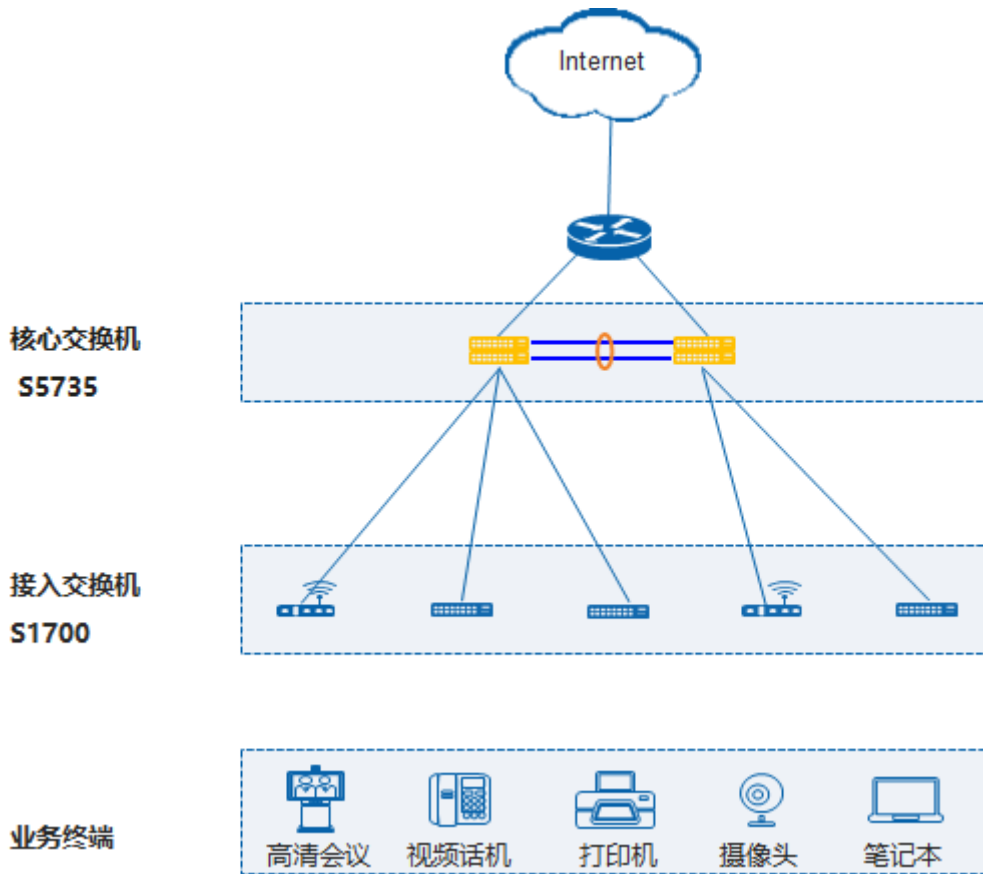 Internet
核心交换机
S5735
接入交换机
S1700
业务终端
高清会议 视频话机 打印机 摄像头 笔记本